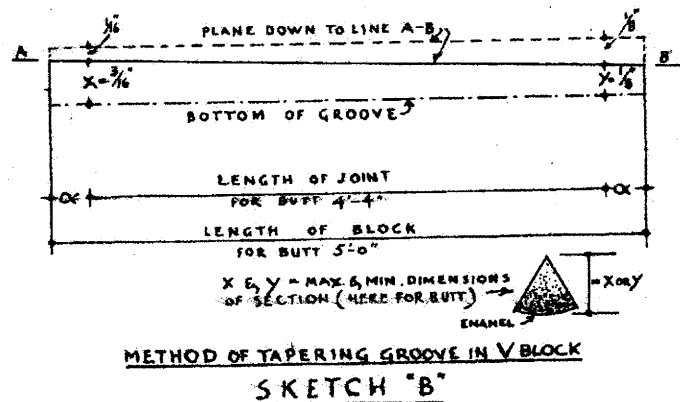 1/16" 1/8"
PLANE DOWN TO LINE A-B
A B
X = 3/16" Y = 1/8"
BOTTOM OF GROOVE
LENGTH OF JOINT
α α
FOR BUTT 4'-4"
LENGTH OF BLOCK
FOR BUTT 5'-0"
X & Y = MAX. & MIN. DIMENSIONS
OF SECTION (HERE FOR BUTT)
= X OR Y
ENAMEL
METHOD OF TAPERING GROOVE IN V BLOCK
SKETCH "B"